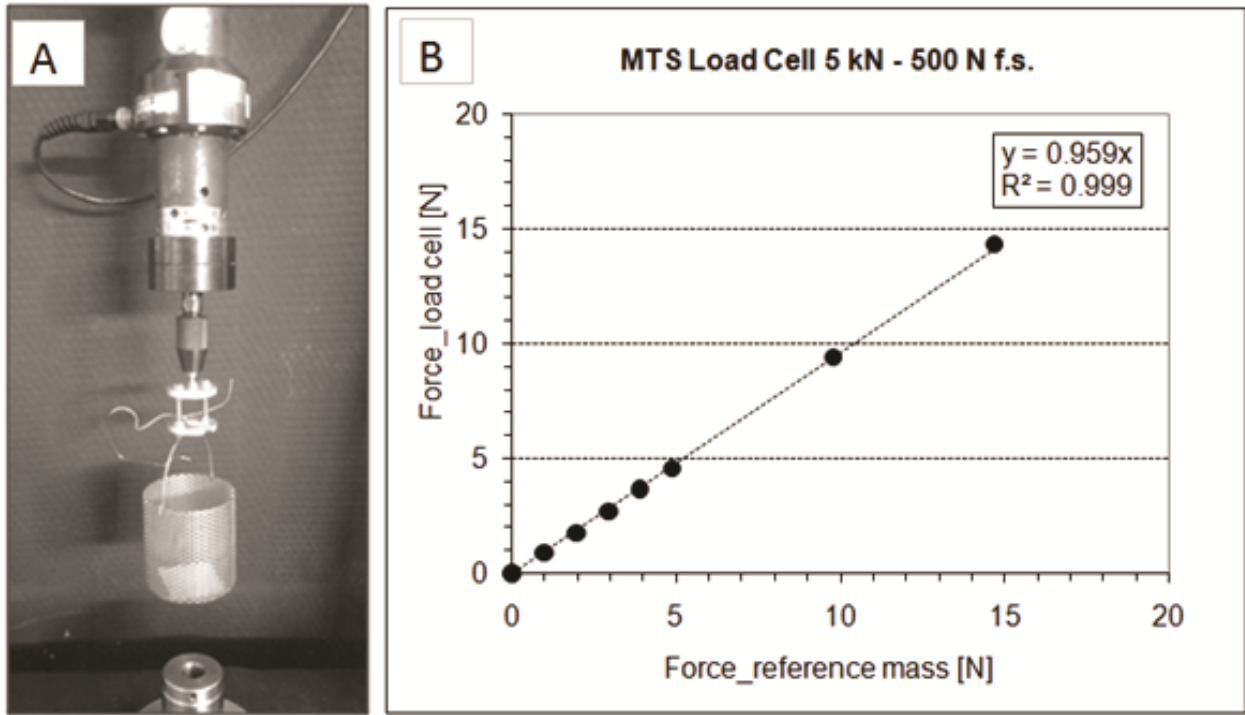 A
B
MTS Load Cell 5 kN - 500 N f.s.
y = 0.959x
R² = 0.999
Force_load cell [N]
20
15
10
5
0
0 5 10 15 20
Force_reference mass [N]